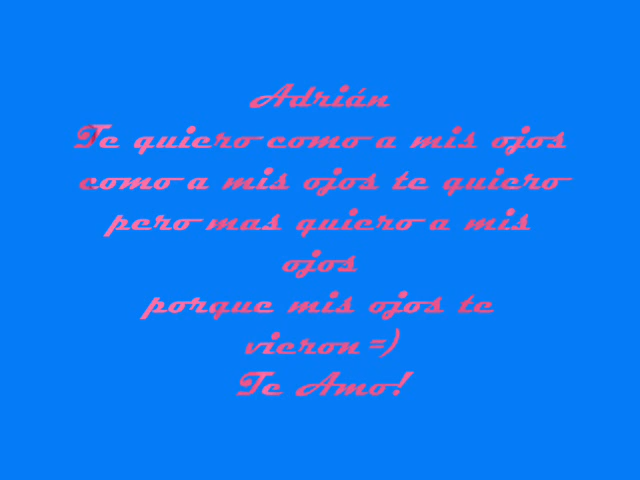 Adrián
Te quiero como a mis ojos
como a mis ojos te quiero
pero mas quiero a mis
ojos
porque mis ojos te
vieron =)
Te Amo!